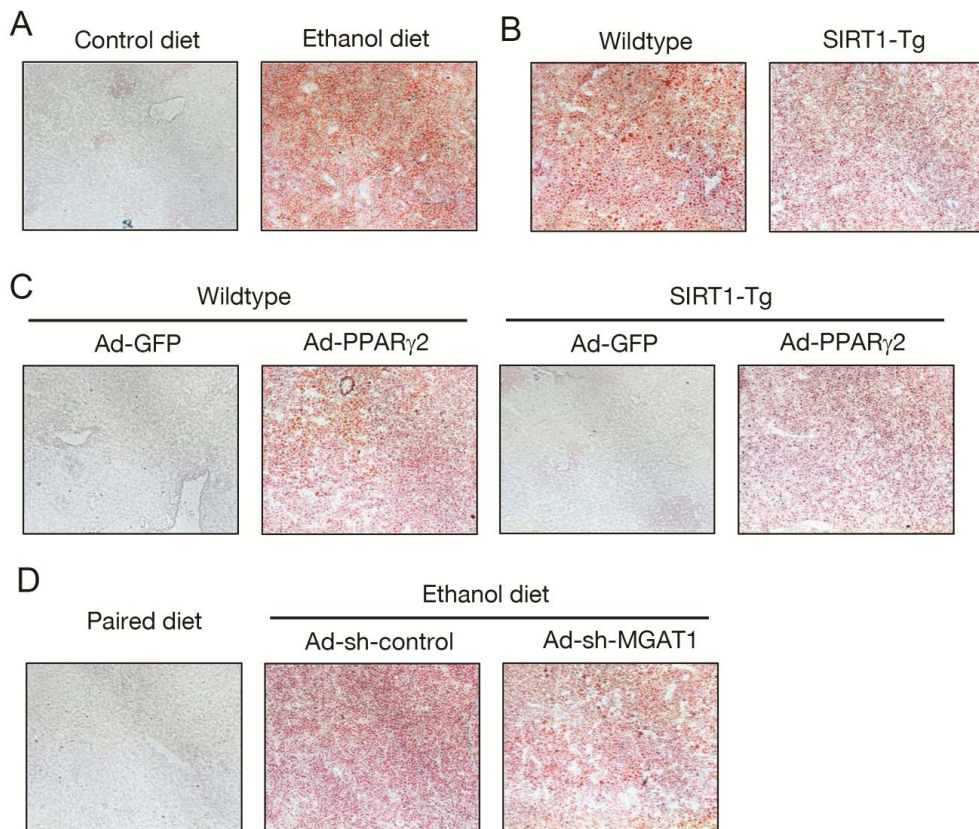 A
Control diet
Ethanol diet
B
Wildtype
SIRT1-Tg
C
Wildtype
SIRT1-Tg
Ad-GFP
Ad-PPARγ2
Ad-GFP
Ad-PPARγ2
D
Ethanol diet
Paired diet
Ad-sh-control
Ad-sh-MGAT1